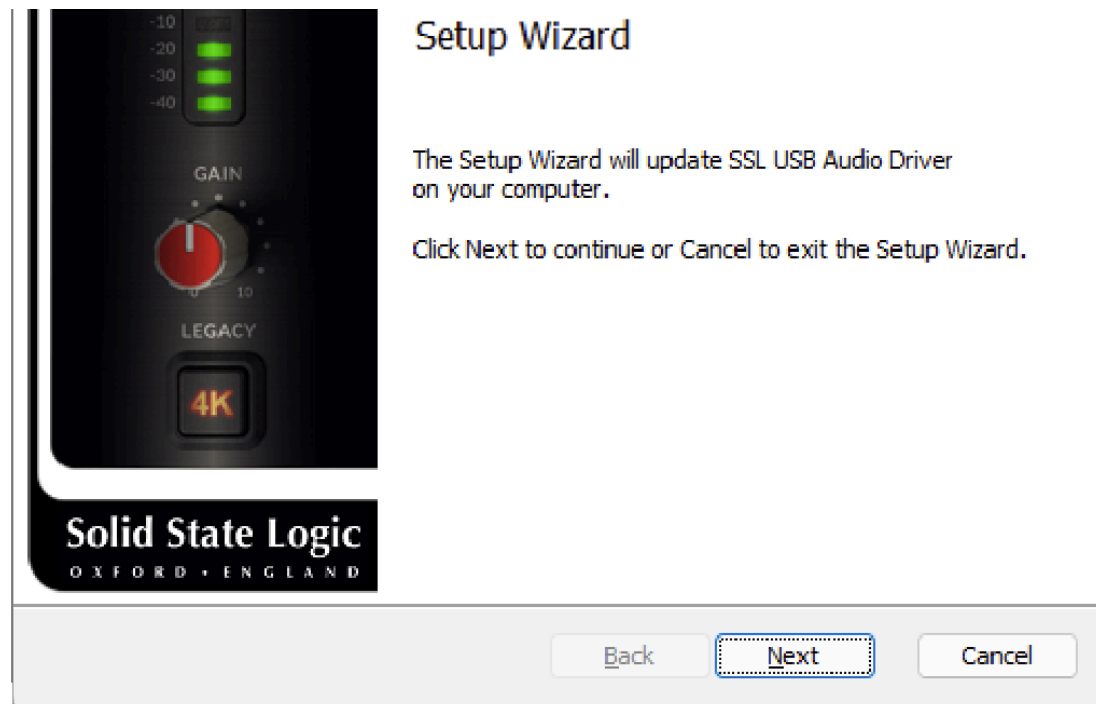 -10
-20
-30
-40
GAIN
0 10
LEGACY
4K
Solid State Logic
OXFORD • ENGLAND
Setup Wizard
The Setup Wizard will update SSL USB Audio Driver
on your computer.
Click Next to continue or Cancel to exit the Setup Wizard.
Back Next Cancel